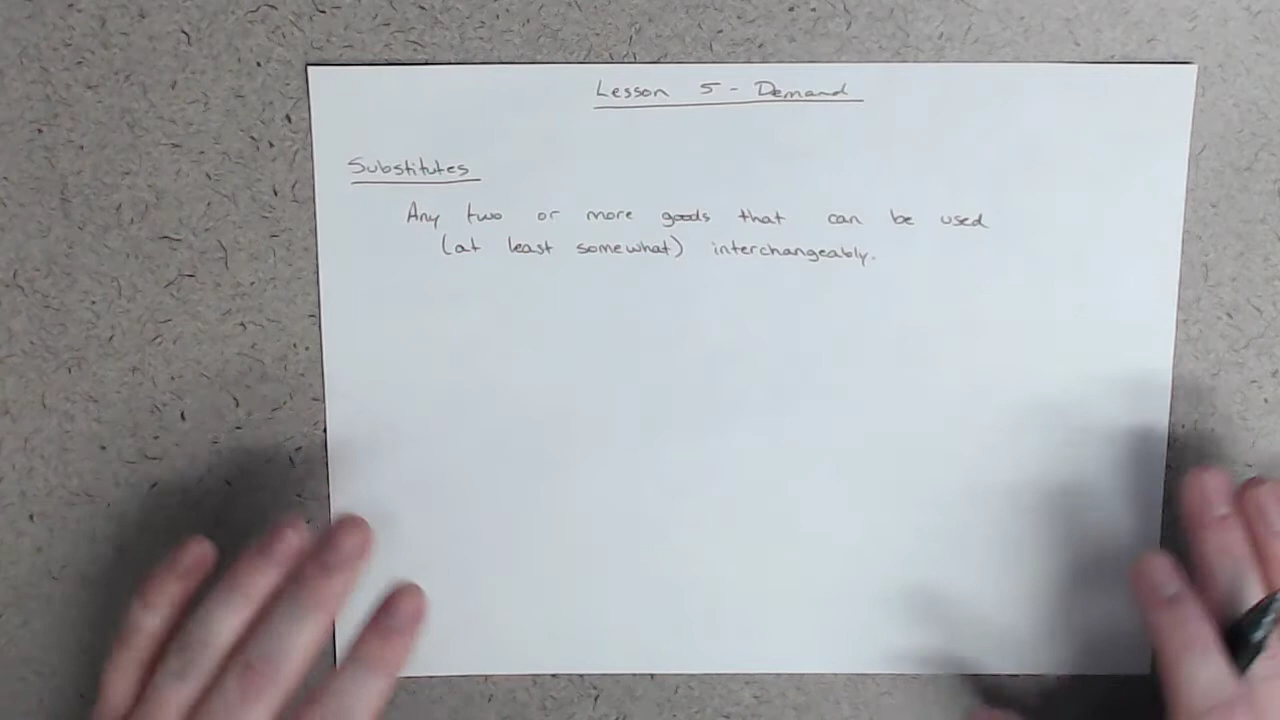 Lesson 5 - Demand
Substitutes
Any two or more goods that can be used
(at least somewhat) interchangeably.